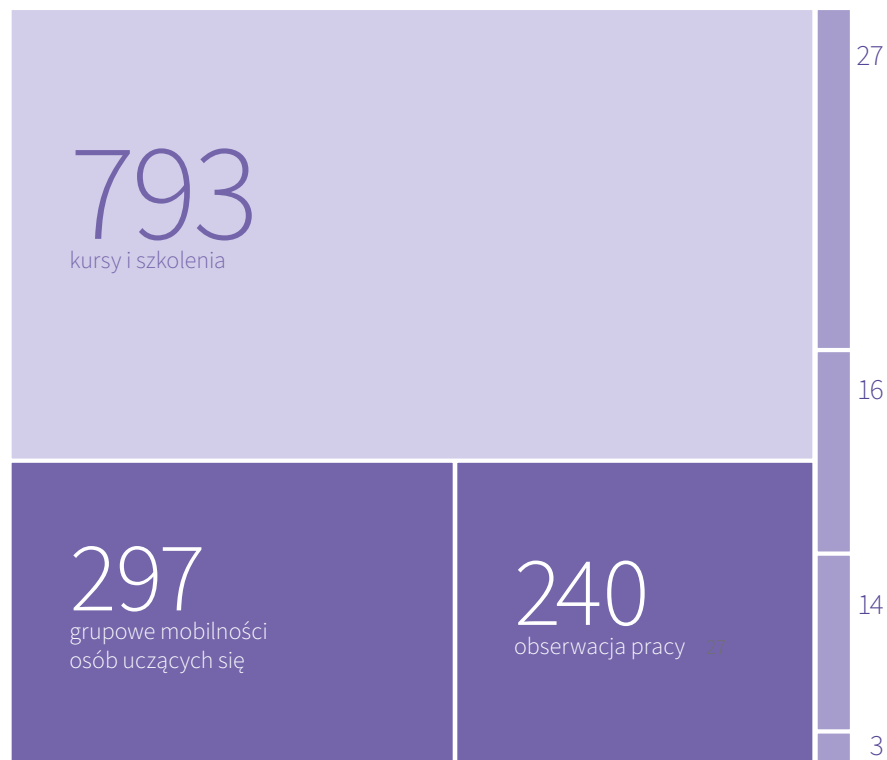 793
kursy i szkolenia
297
grupowe mobilności
osób uczących się
240
obserwacja pracy
27
16
14
3